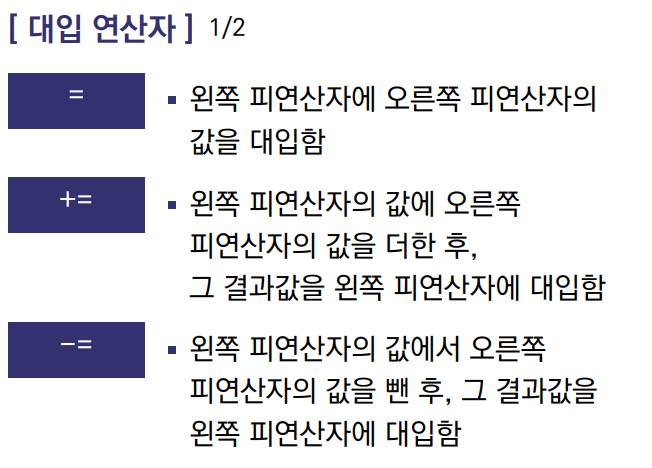 [ 대입 연산자 ] 1/2
=
▪ 왼쪽 피연산자에 오른쪽 피연산자의
값을 대입함
+=
▪ 왼쪽 피연산자의 값에 오른쪽
피연산자의 값을 더한 후,
그 결과값을 왼쪽 피연산자에 대입함
−=
▪ 왼쪽 피연산자의 값에서 오른쪽
피연산자의 값을 뺀 후, 그 결과값을
왼쪽 피연산자에 대입함